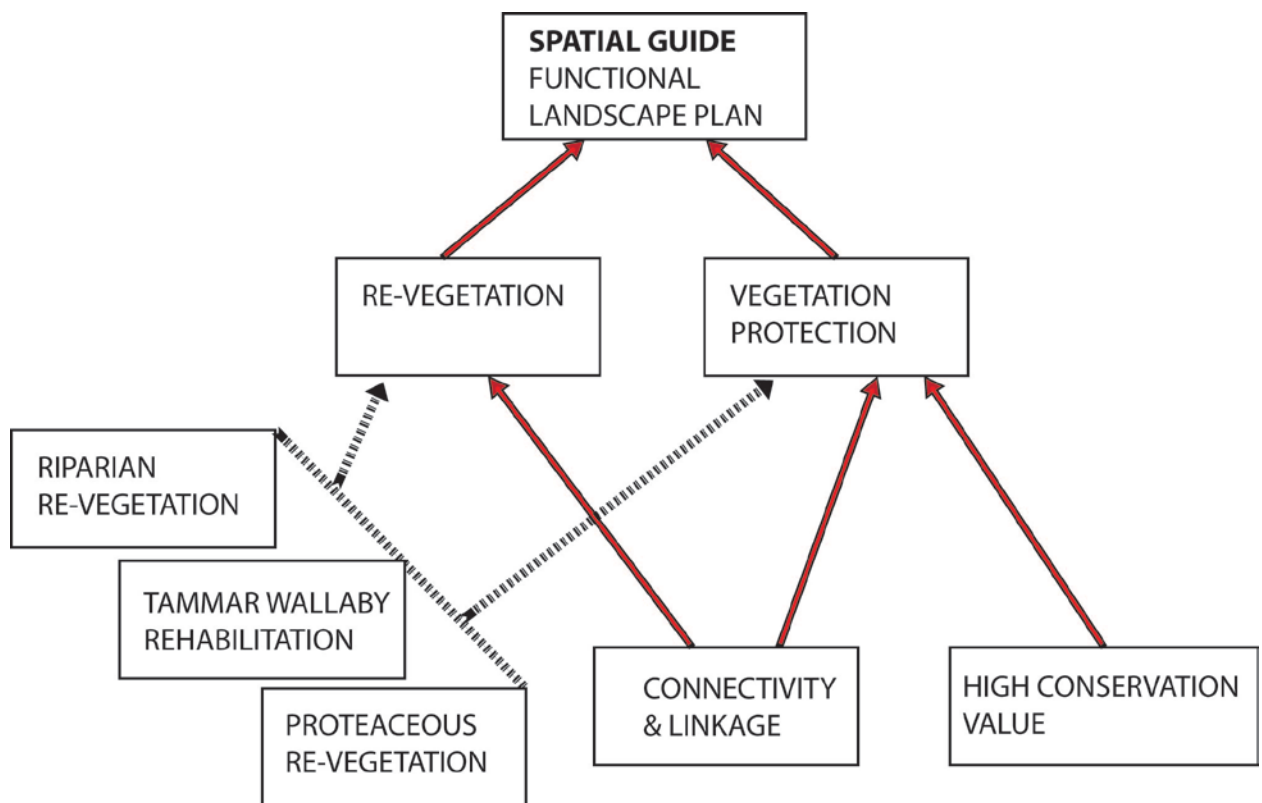 SPATIAL GUIDE
FUNCTIONAL
LANDSCAPE PLAN
RE-VEGETATION
VEGETATION
PROTECTION
RIPARIAN
RE-VEGETATION
TAMMAR WALLABY
REHABILITATION
PROTEACEOUS
RE-VEGETATION
CONNECTIVITY
& LINKAGE
HIGH CONSERVATION
VALUE